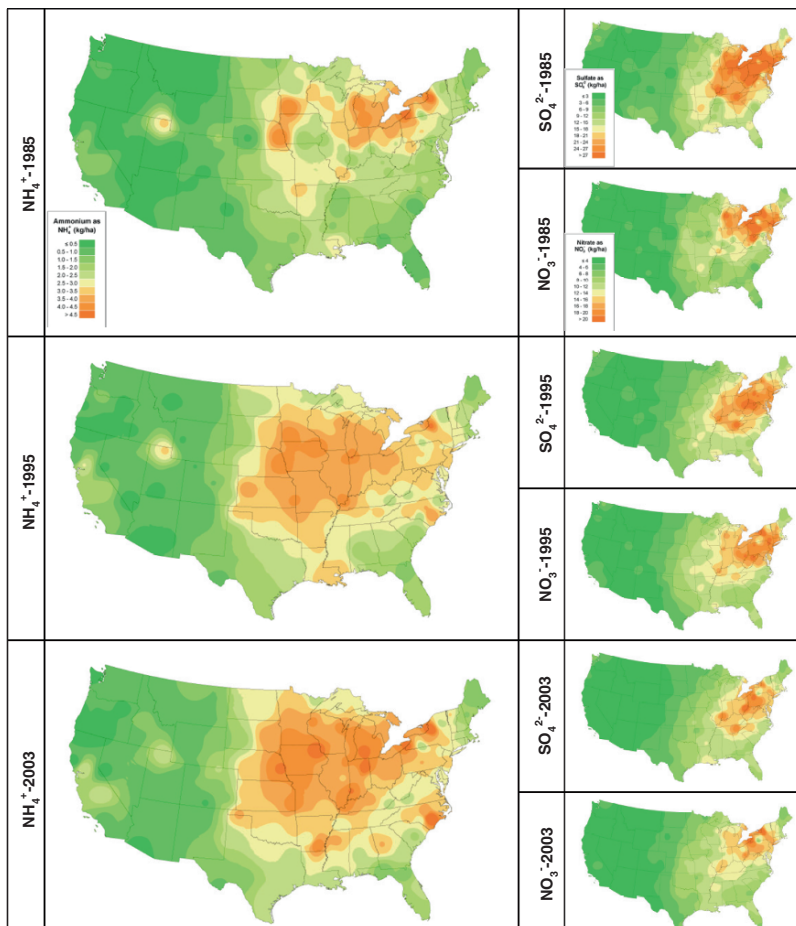 NH₄⁺-1985
Ammonium as
NH₄⁺ (kg/ha)
≤ 0.5
0.5 - 1.0
1.0 - 1.5
1.5 - 2.0
2.0 - 2.5
2.5 - 3.0
3.0 - 3.5
3.5 - 4.0
4.0 - 4.5
> 4.5
SO₄²⁻-1985
Sulfate as
SO₄²⁻ (kg/ha)
≤ 3
3 - 6
6 - 9
9 - 12
12 - 15
15 - 18
18 - 21
21 - 24
24 - 27
> 27
NO₃⁻-1985
Nitrate as
NO₃⁻ (kg/ha)
≤ 4
4 - 6
6 - 8
10 - 12
12 - 14
14 - 16
16 - 18
18 - 20
> 20
NH₄⁺-1995
SO₄²⁻-1995
NO₃⁻-1995
NH₄⁺-2003
SO₄²⁻-2003
NO₃⁻-2003